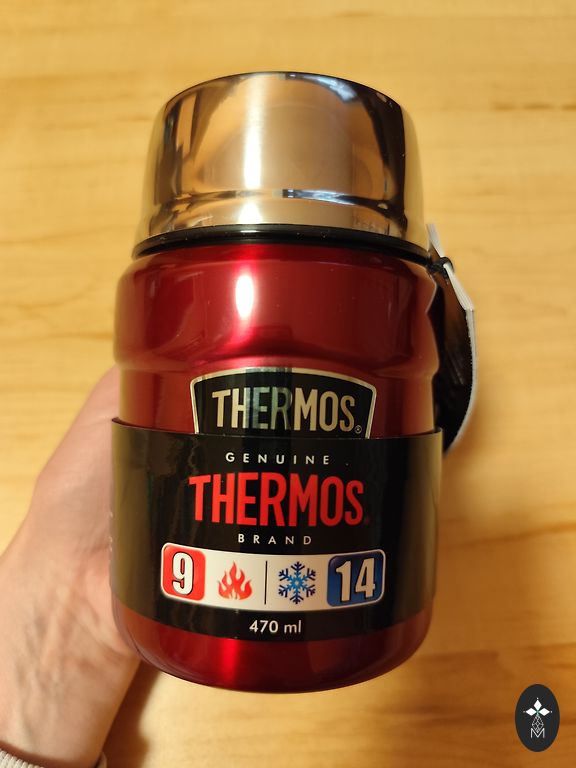 THERMOS®
GENUINE
THERMOS®
BRAND
9 14
470 ml
M